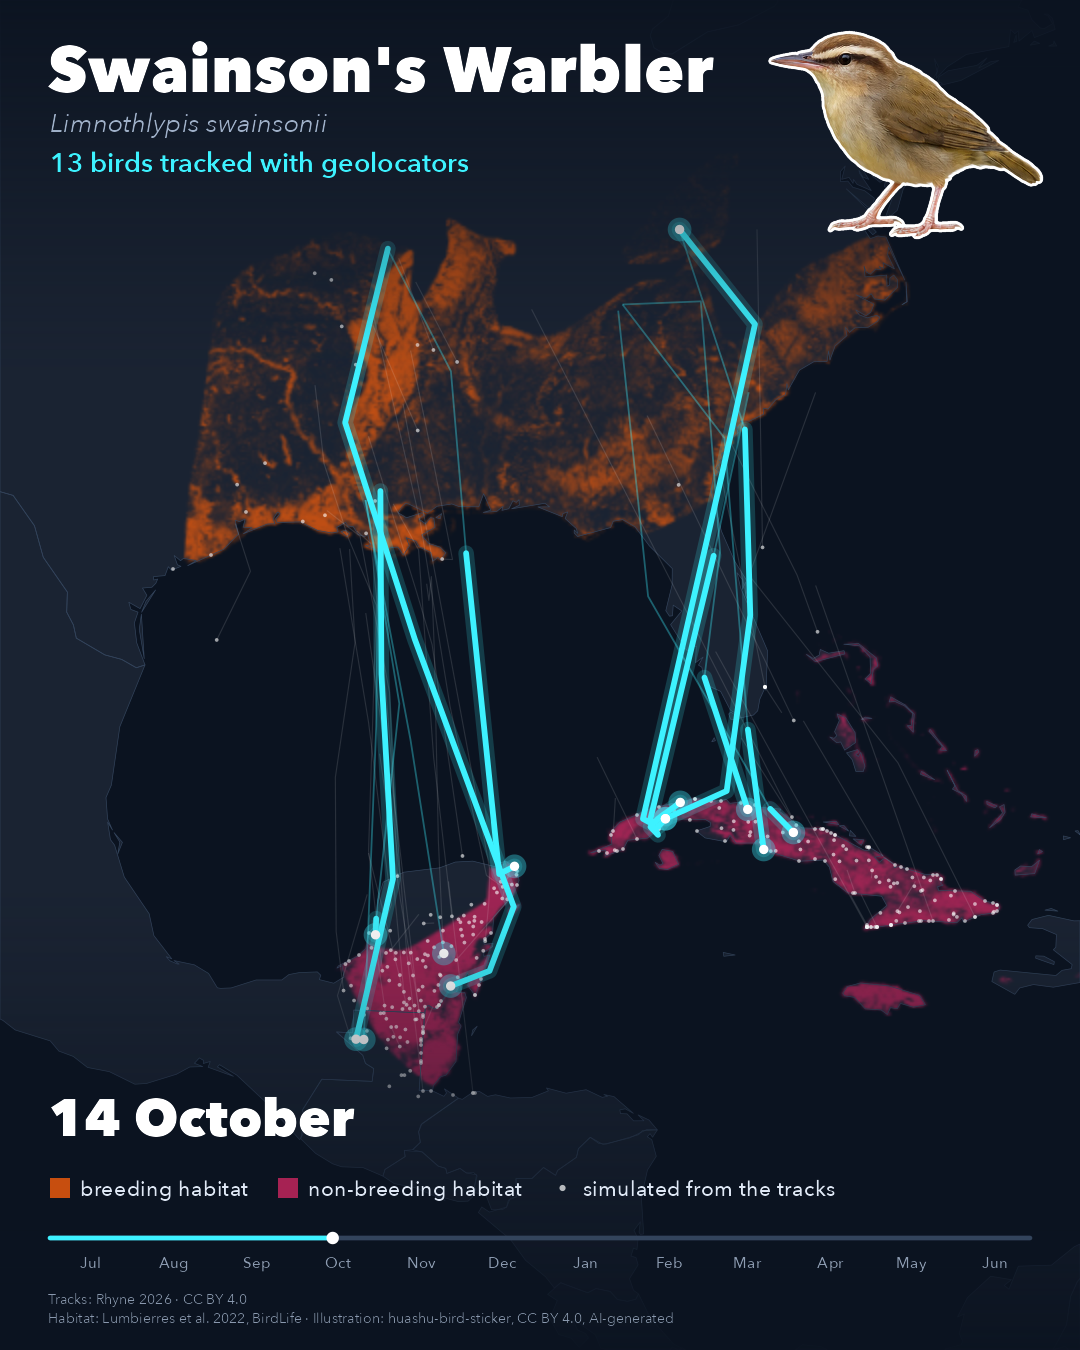 Swainson's Warbler
Limnothlypis swainsonii
13 birds tracked with geolocators
14 October
breeding habitat non-breeding habitat simulated from the tracks
Jul Aug Sep Oct Nov Dec Jan Feb Mar Apr May Jun
Tracks: Rhyne 2026 · CC BY 4.0
Habitat: Lumbierres et al. 2022, BirdLife · Illustration: huashu-bird-sticker, CC BY 4.0, AI-generated